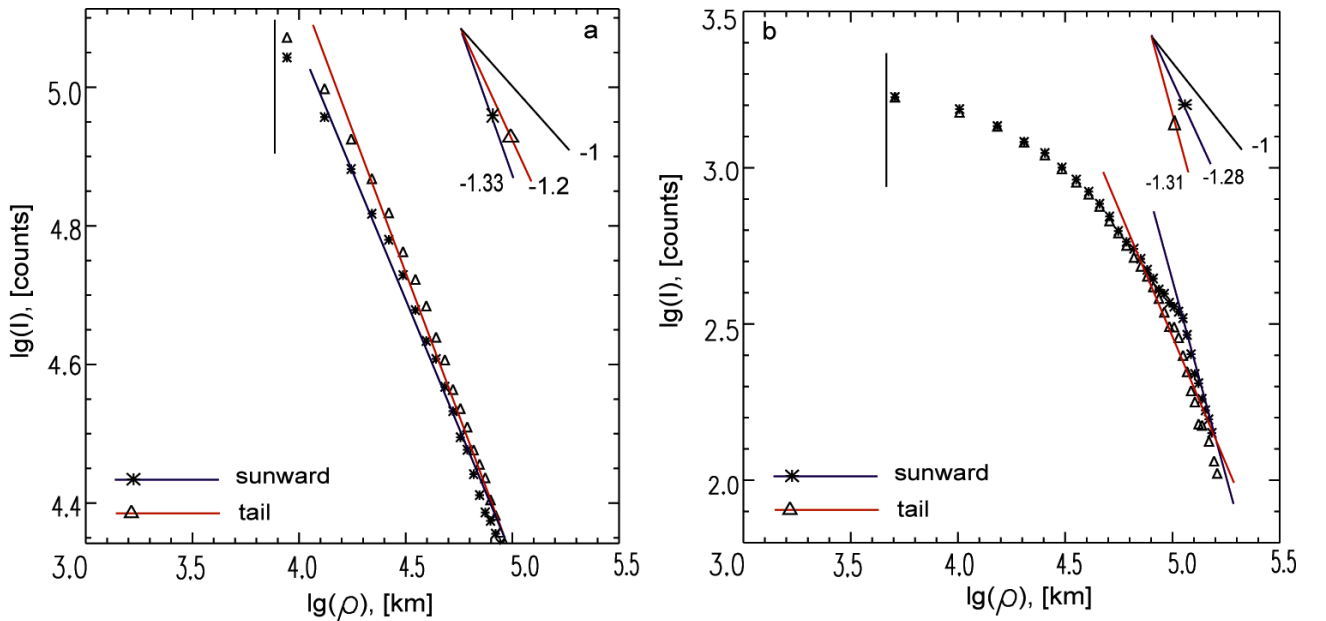 a
5.0
4.8
4.6
4.4
lg(I), [counts]
-1
-1.33
-1.2
sunward
tail
3.0 3.5 4.0 4.5 5.0 5.5
lg(ρ), [km]
b
3.5
3.0
2.5
2.0
lg(I), [counts]
-1
-1.31
-1.28
sunward
tail
3.0 3.5 4.0 4.5 5.0 5.5
lg(ρ), [km]